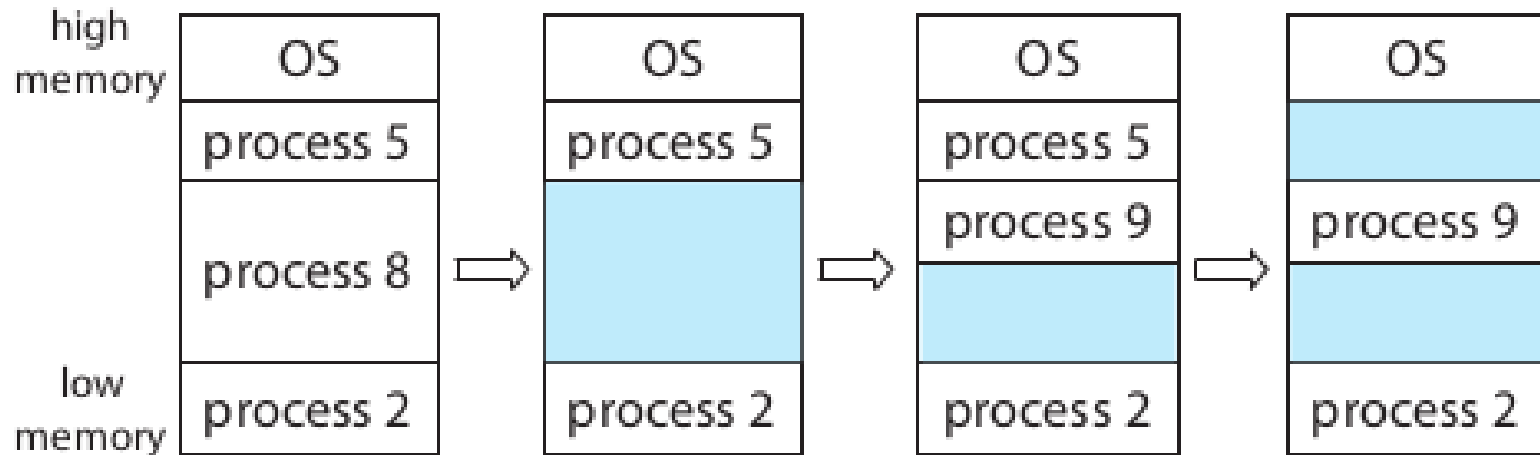 high
memory
OS
process 5
process 8
process 2
low
memory
OS
process 5
process 2
OS
process 5
process 9
process 2
OS
process 9
process 2